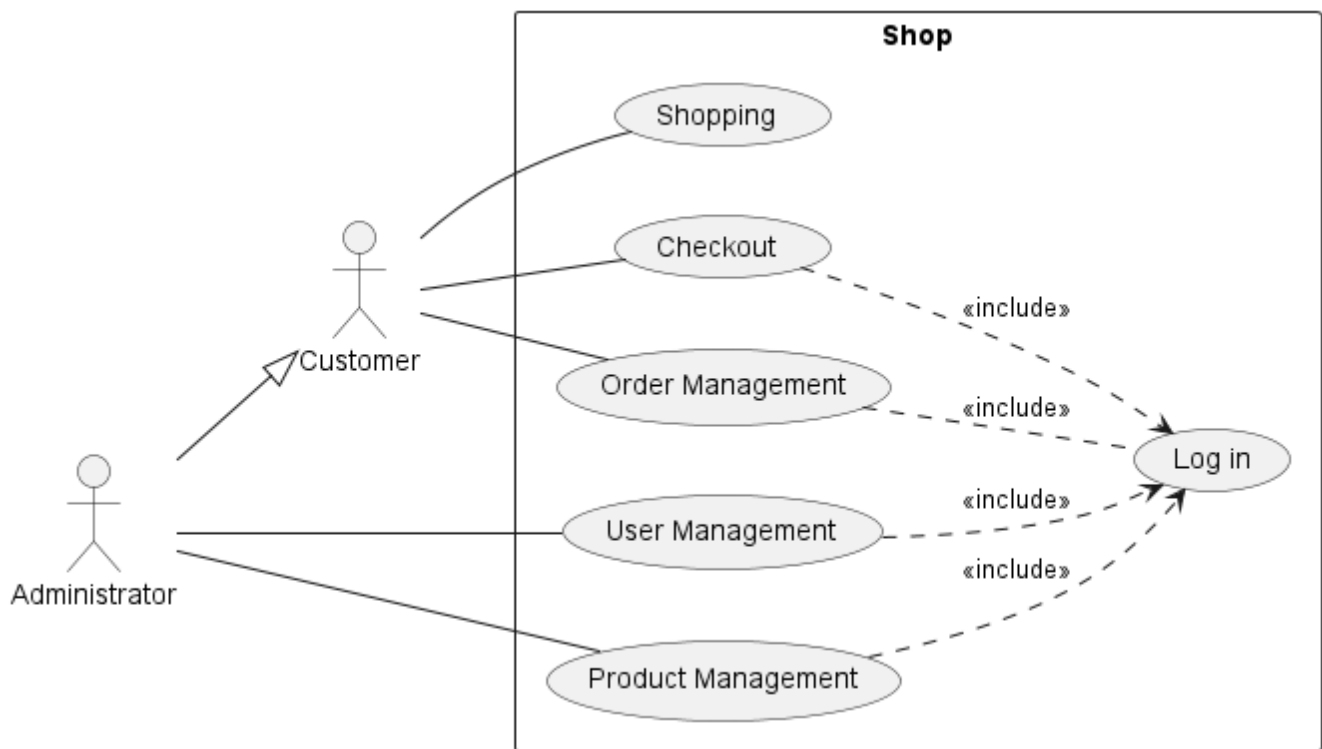 Shop
Shopping
Checkout
«include»
Customer
Order Management
«include»
Log in
«include»
User Management
«include»
Administrator
Product Management